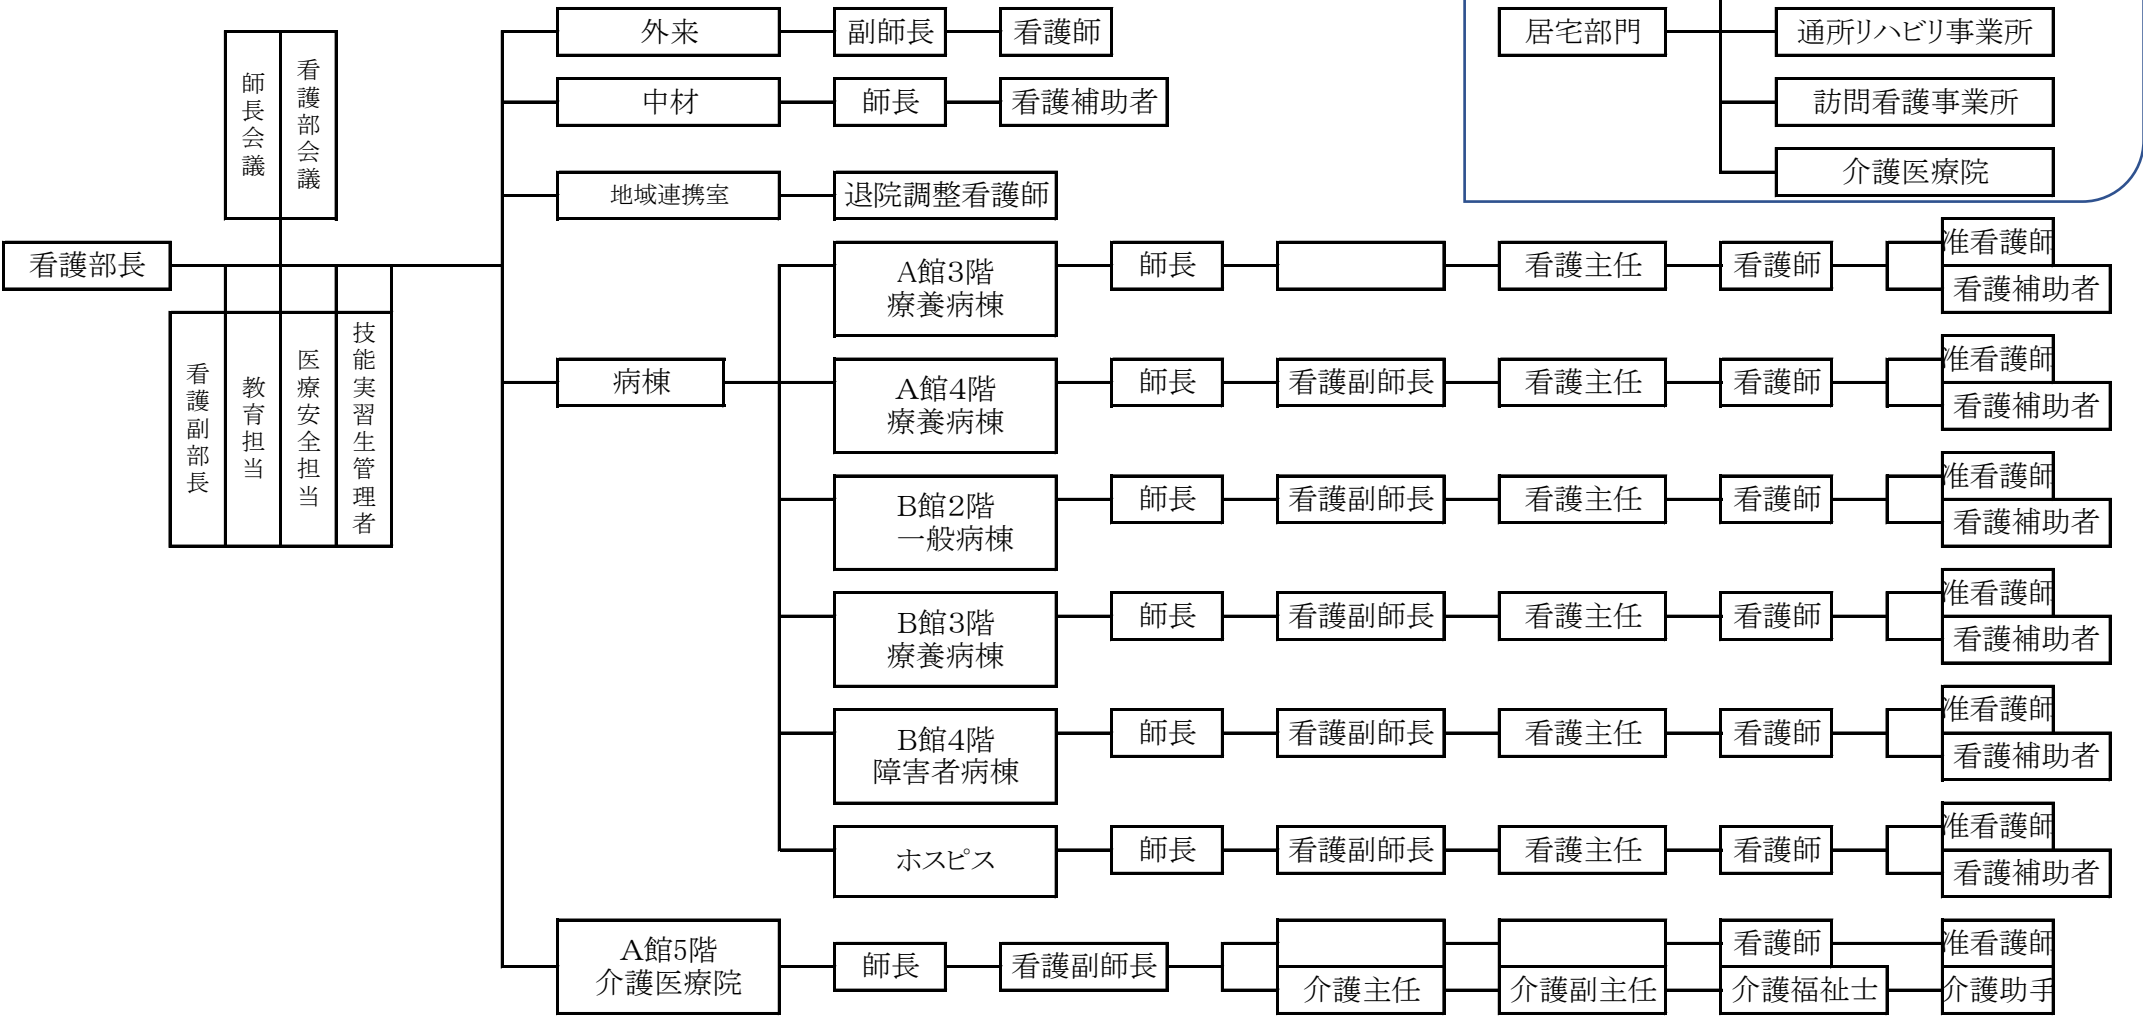 外来
副師長
看護師
居宅部門
通所リハビリ事業所
師長会議
看護部会議
中材
師長
看護補助者
訪問看護事業所
地域連携室
退院調整看護師
介護医療院
看護部長
看護副部長
教育担当
医療安全担当
技能実習生管理者
病棟
A館3階
療養病棟
師長
看護主任
看護師
准看護師
看護補助者
A館4階
療養病棟
師長
看護副師長
看護主任
看護師
准看護師
看護補助者
B館2階
一般病棟
師長
看護副師長
看護主任
看護師
准看護師
看護補助者
B館3階
療養病棟
師長
看護副師長
看護主任
看護師
准看護師
看護補助者
B館4階
障害者病棟
師長
看護副師長
看護主任
看護師
准看護師
看護補助者
ホスピス
師長
看護副師長
看護主任
看護師
准看護師
看護補助者
A館5階
介護医療院
師長
看護副師長
看護師
准看護師
介護主任
介護副主任
介護福祉士
介護助手